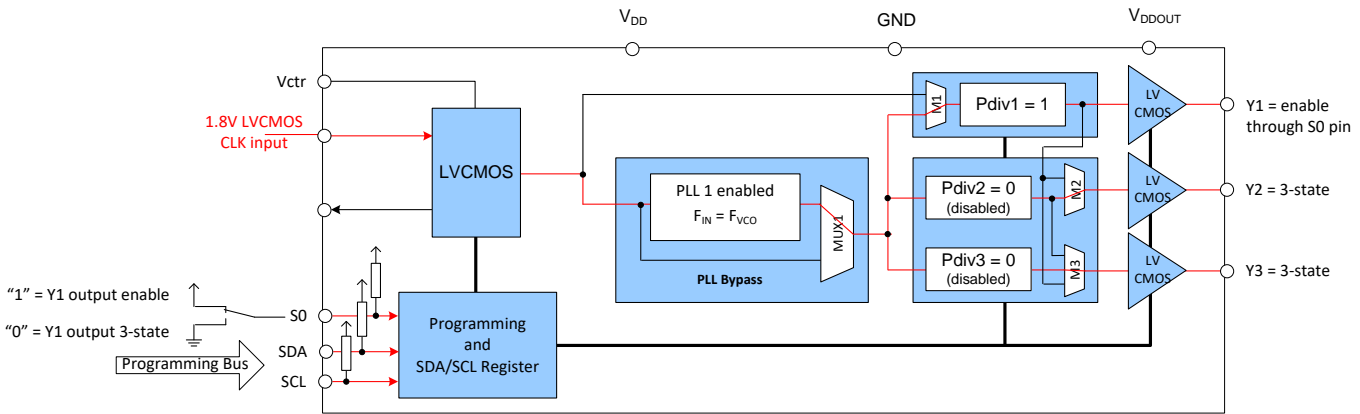 VDD
GND
VDDOUT
Vctr
1.8V LVCMOS
CLK input
LVCMOS
M1
Pdiv1 = 1
LV
CMOS
Y1 = enable
through S0 pin
PLL 1 enabled
FIN = FVCO
MUX1
PLL Bypass
Pdiv2 = 0
(disabled)
M2
LV
CMOS
Y2 = 3-state
Pdiv3 = 0
(disabled)
M3
LV
CMOS
Y3 = 3-state
“1” = Y1 output enable
“0” = Y1 output 3-state
S0
SDA
SCL
Programming Bus
Programming
and
SDA/SCL Register